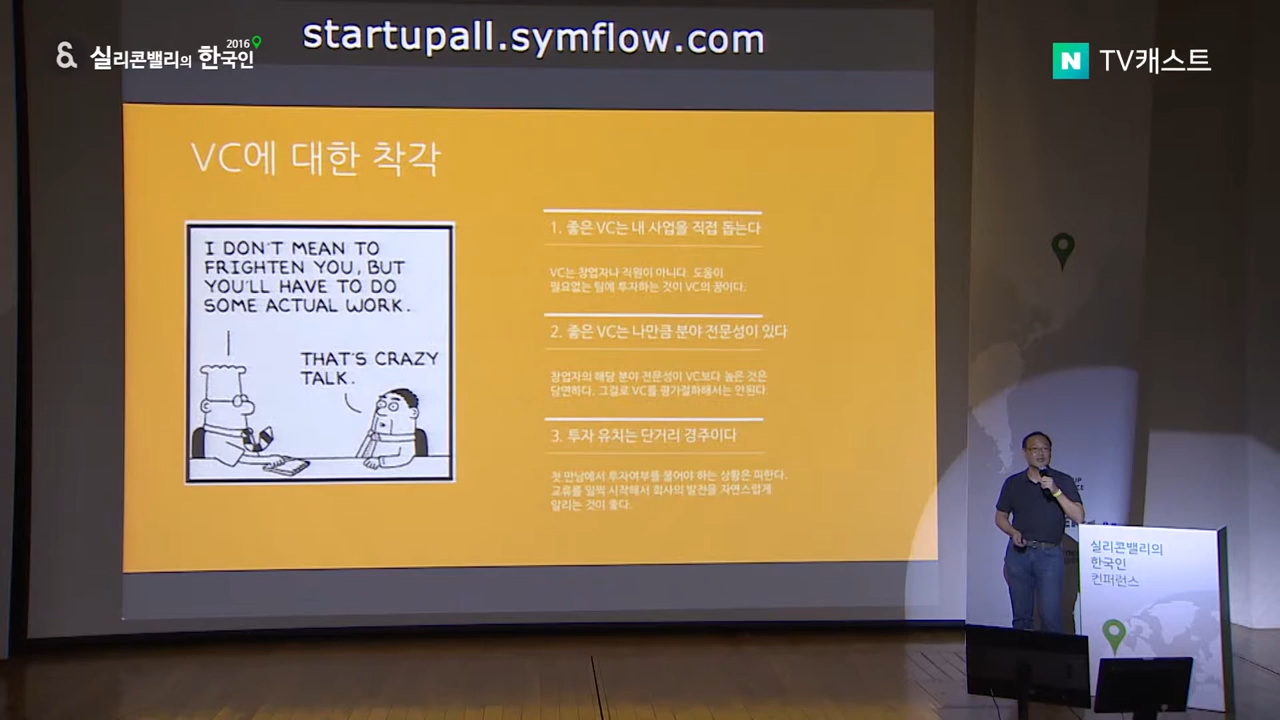 startupall.symflow.com
& 실리콘밸리의 한국인 2016
N TV캐스트
VC에 대한 착각
I DON'T MEAN TO
FRIGHTEN YOU, BUT
YOU'LL HAVE TO DO
SOME ACTUAL WORK.
THAT'S CRAZY
TALK.
1. 좋은 VC는 내 사업을 직접 돕는다
VC는 창업자나 직원이 아니다. 도움이
필요없는 팀에 투자하는 것이 VC의 꿈이다.
2. 좋은 VC는 나만큼 분야 전문성이 있다
창업자의 해당 분야 전문성이 VC보다 높은 것은
당연하다. 그걸로 VC를 평가절하해서는 안된다.
3. 투자 유치는 단거리 경주이다
첫 만남에서 투자여부를 물어야 하는 상황은 피한다.
교류를 일찍 시작해서 회사의 발전을 자연스럽게
알리는 것이 좋다.
실리콘밸리의
한국인
컨퍼런스